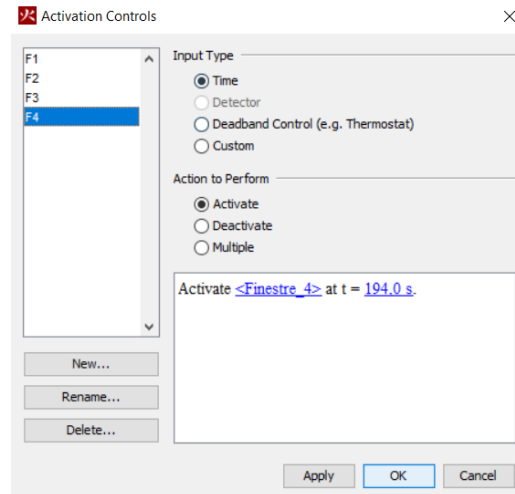 火 Activation Controls
F1
F2
F3
F4
Input Type
Time
Detector
Deadband Control (e.g. Thermostat)
Custom
Action to Perform
Activate
Deactivate
Multiple
Activate <Finestre_4> at t = 194.0 s.
New...
Rename...
Delete...
Apply OK Cancel